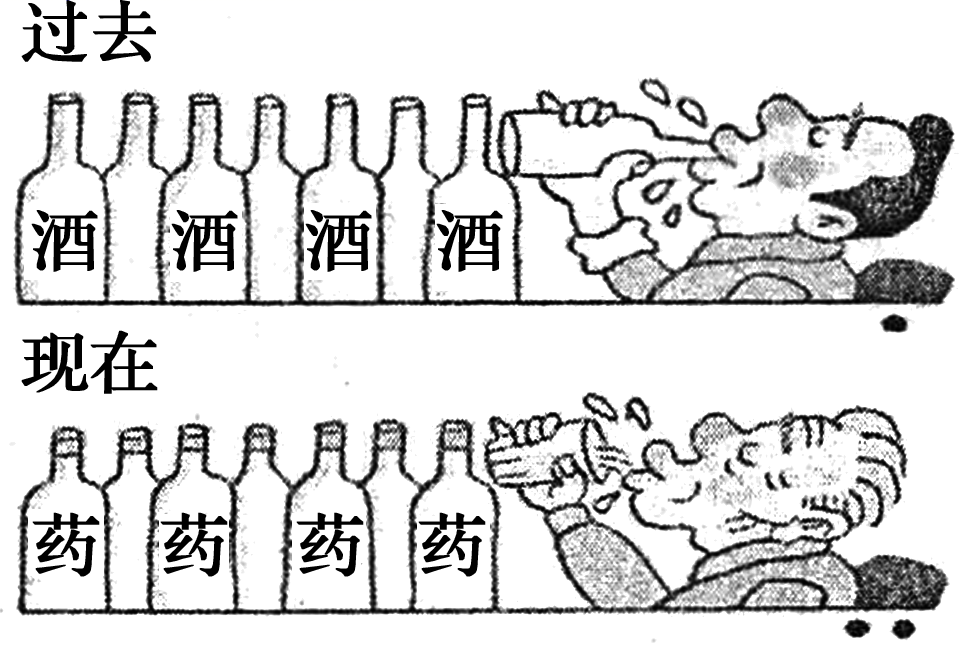 过去
酒 酒 酒 酒
现在
药 药 药 药